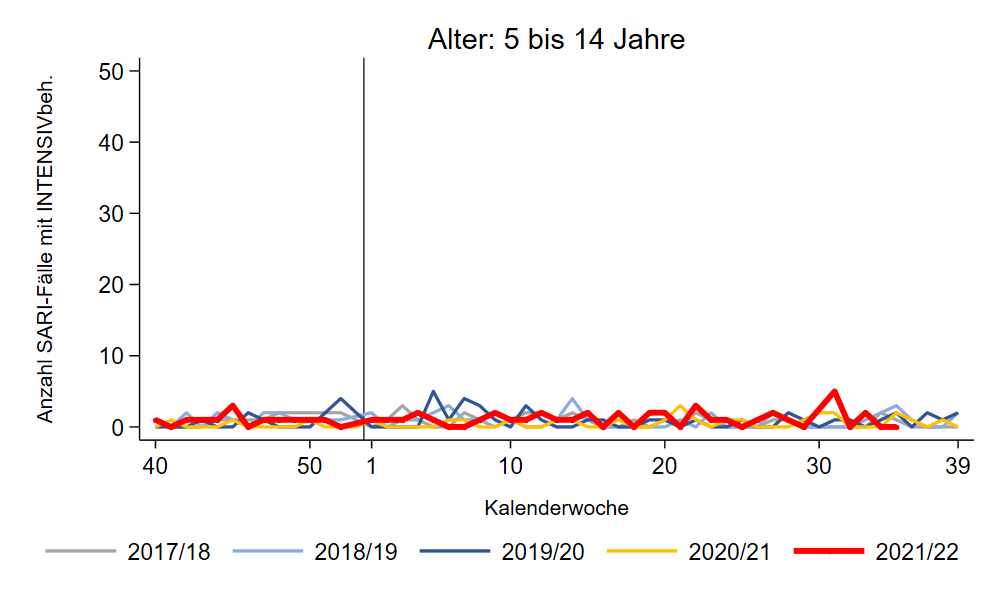 Alter: 5 bis 14 Jahre
Anzahl SARI-Fälle mit INTENSIVbeh.
50
40
30
20
10
0
40 50 1 10 20 30 39
Kalenderwoche
2017/18 2018/19 2019/20 2020/21 2021/22